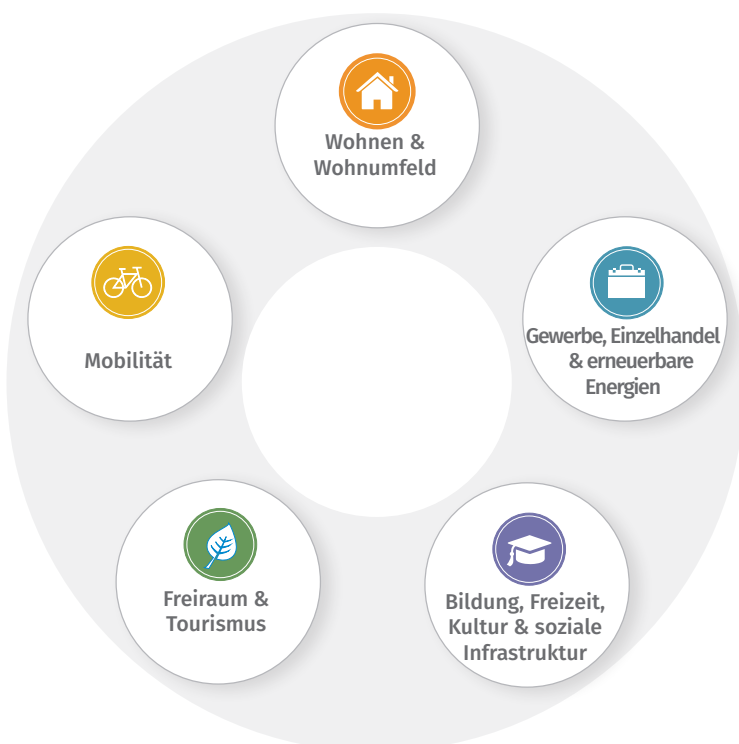 Wohnen &
Wohnumfeld
Mobilität
Gewerbe, Einzelhandel
& erneuerbare
Energien
Freiraum &
Tourismus
Bildung, Freizeit,
Kultur & soziale
Infrastruktur